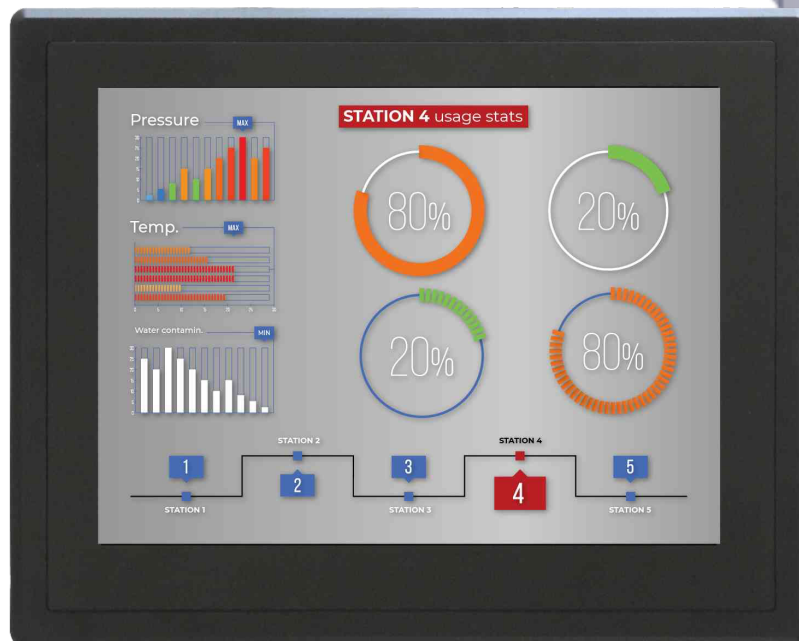 Pressure
MAX
STATION 4 usage stats
80%
20%
Temp.
MAX
Water contamin.
MIN
20%
80%
STATION 2
STATION 4
1
3
5
2
4
STATION 1
STATION 3
STATION 5